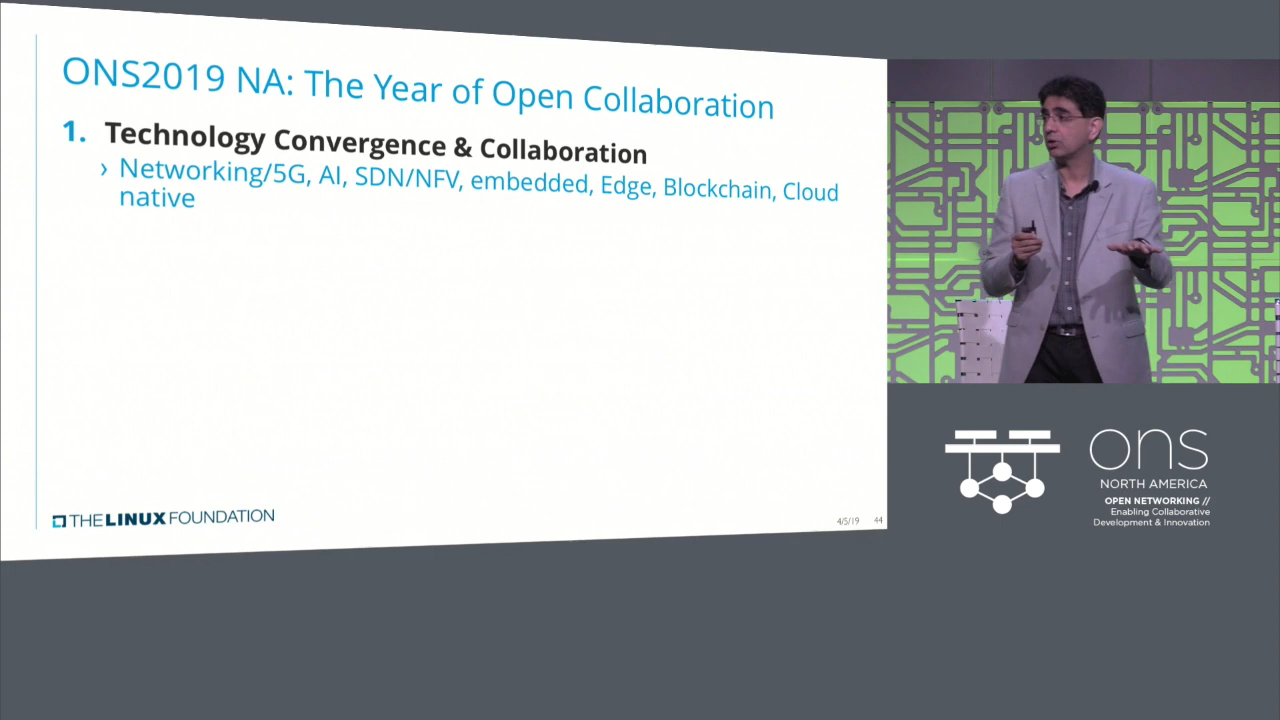 ONS2019 NA: The Year of Open Collaboration
1. Technology Convergence & Collaboration
› Networking/5G, AI, SDN/NFV, embedded, Edge, Blockchain, Cloud
native
THE LINUX FOUNDATION
4/5/19 44
ons
NORTH AMERICA
OPEN NETWORKING //
Enabling Collaborative
Development & Innovation